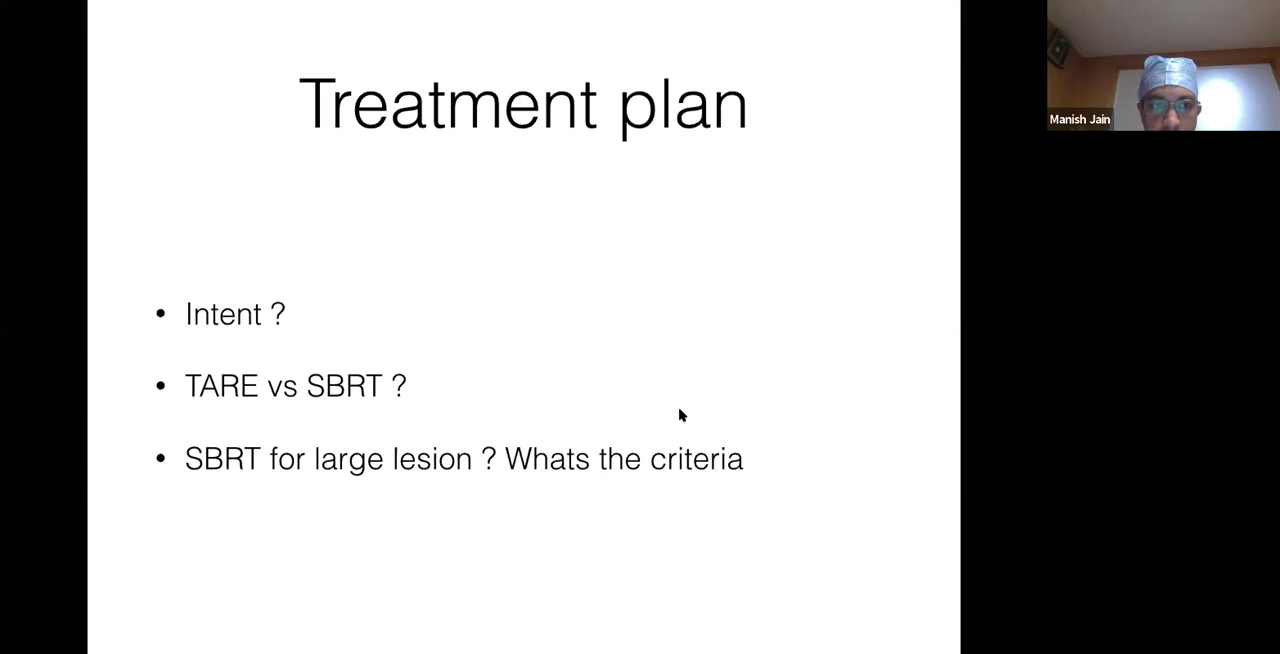 Treatment plan
Manish Jain
• Intent ?
• TARE vs SBRT ?
• SBRT for large lesion ? Whats the criteria